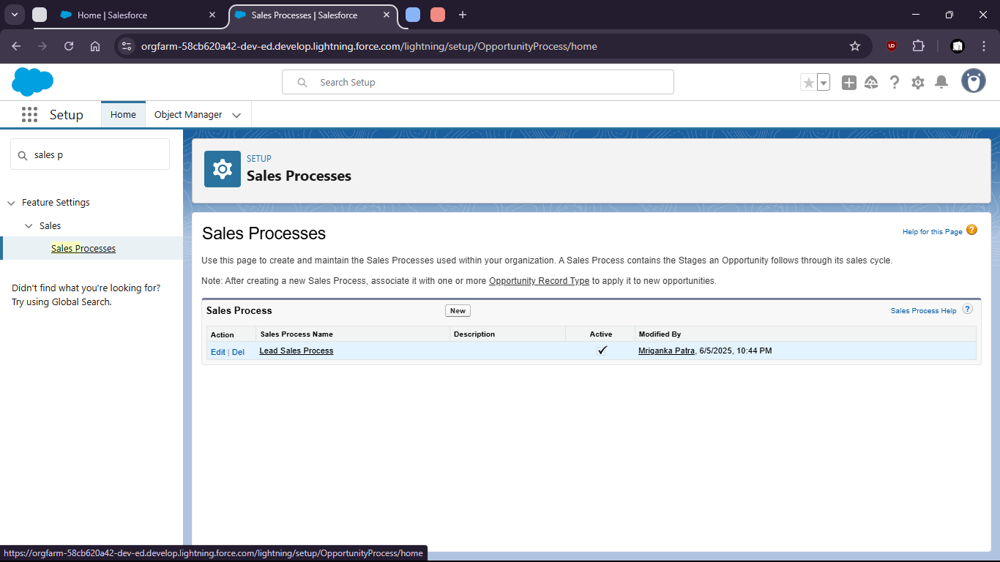 Home | Salesforce
Sales Processes | Salesforce
orgfarm-58cb620a42-dev-ed.develop.lightning.force.com/lightning/setup/OpportunityProcess/home
Search Setup
Setup
Home
Object Manager
sales p
Feature Settings
Sales
Sales Processes
Didn't find what you're looking for?
Try using Global Search.
SETUP
Sales Processes
Sales Processes
Help for this Page
Use this page to create and maintain the Sales Processes used within your organization. A Sales Process contains the Stages an Opportunity follows through its sales cycle.
Note: After creating a new Sales Process, associate it with one or more Opportunity Record Type to apply it to new opportunities.
Sales Process New Sales Process Help ?
Action Sales Process Name Description Active Modified By
Edit | Del Lead Sales Process Mriganka Patra, 6/5/2025, 10:44 PM
https://orgfarm-58cb620a42-dev-ed.develop.lightning.force.com/lightning/setup/OpportunityProcess/home